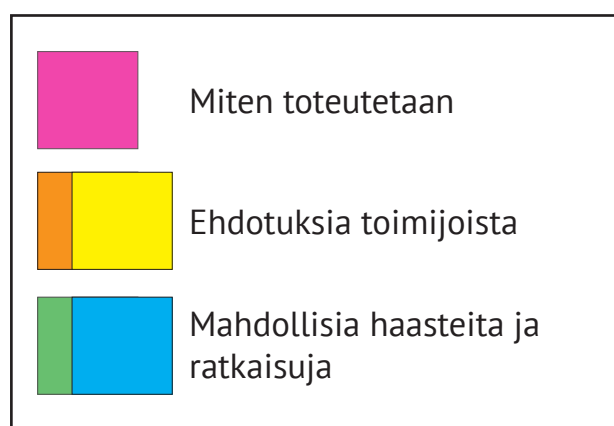 Miten toteutetaan
Ehdotuksia toimijoista
Mahdollisia haasteita ja
ratkaisuja